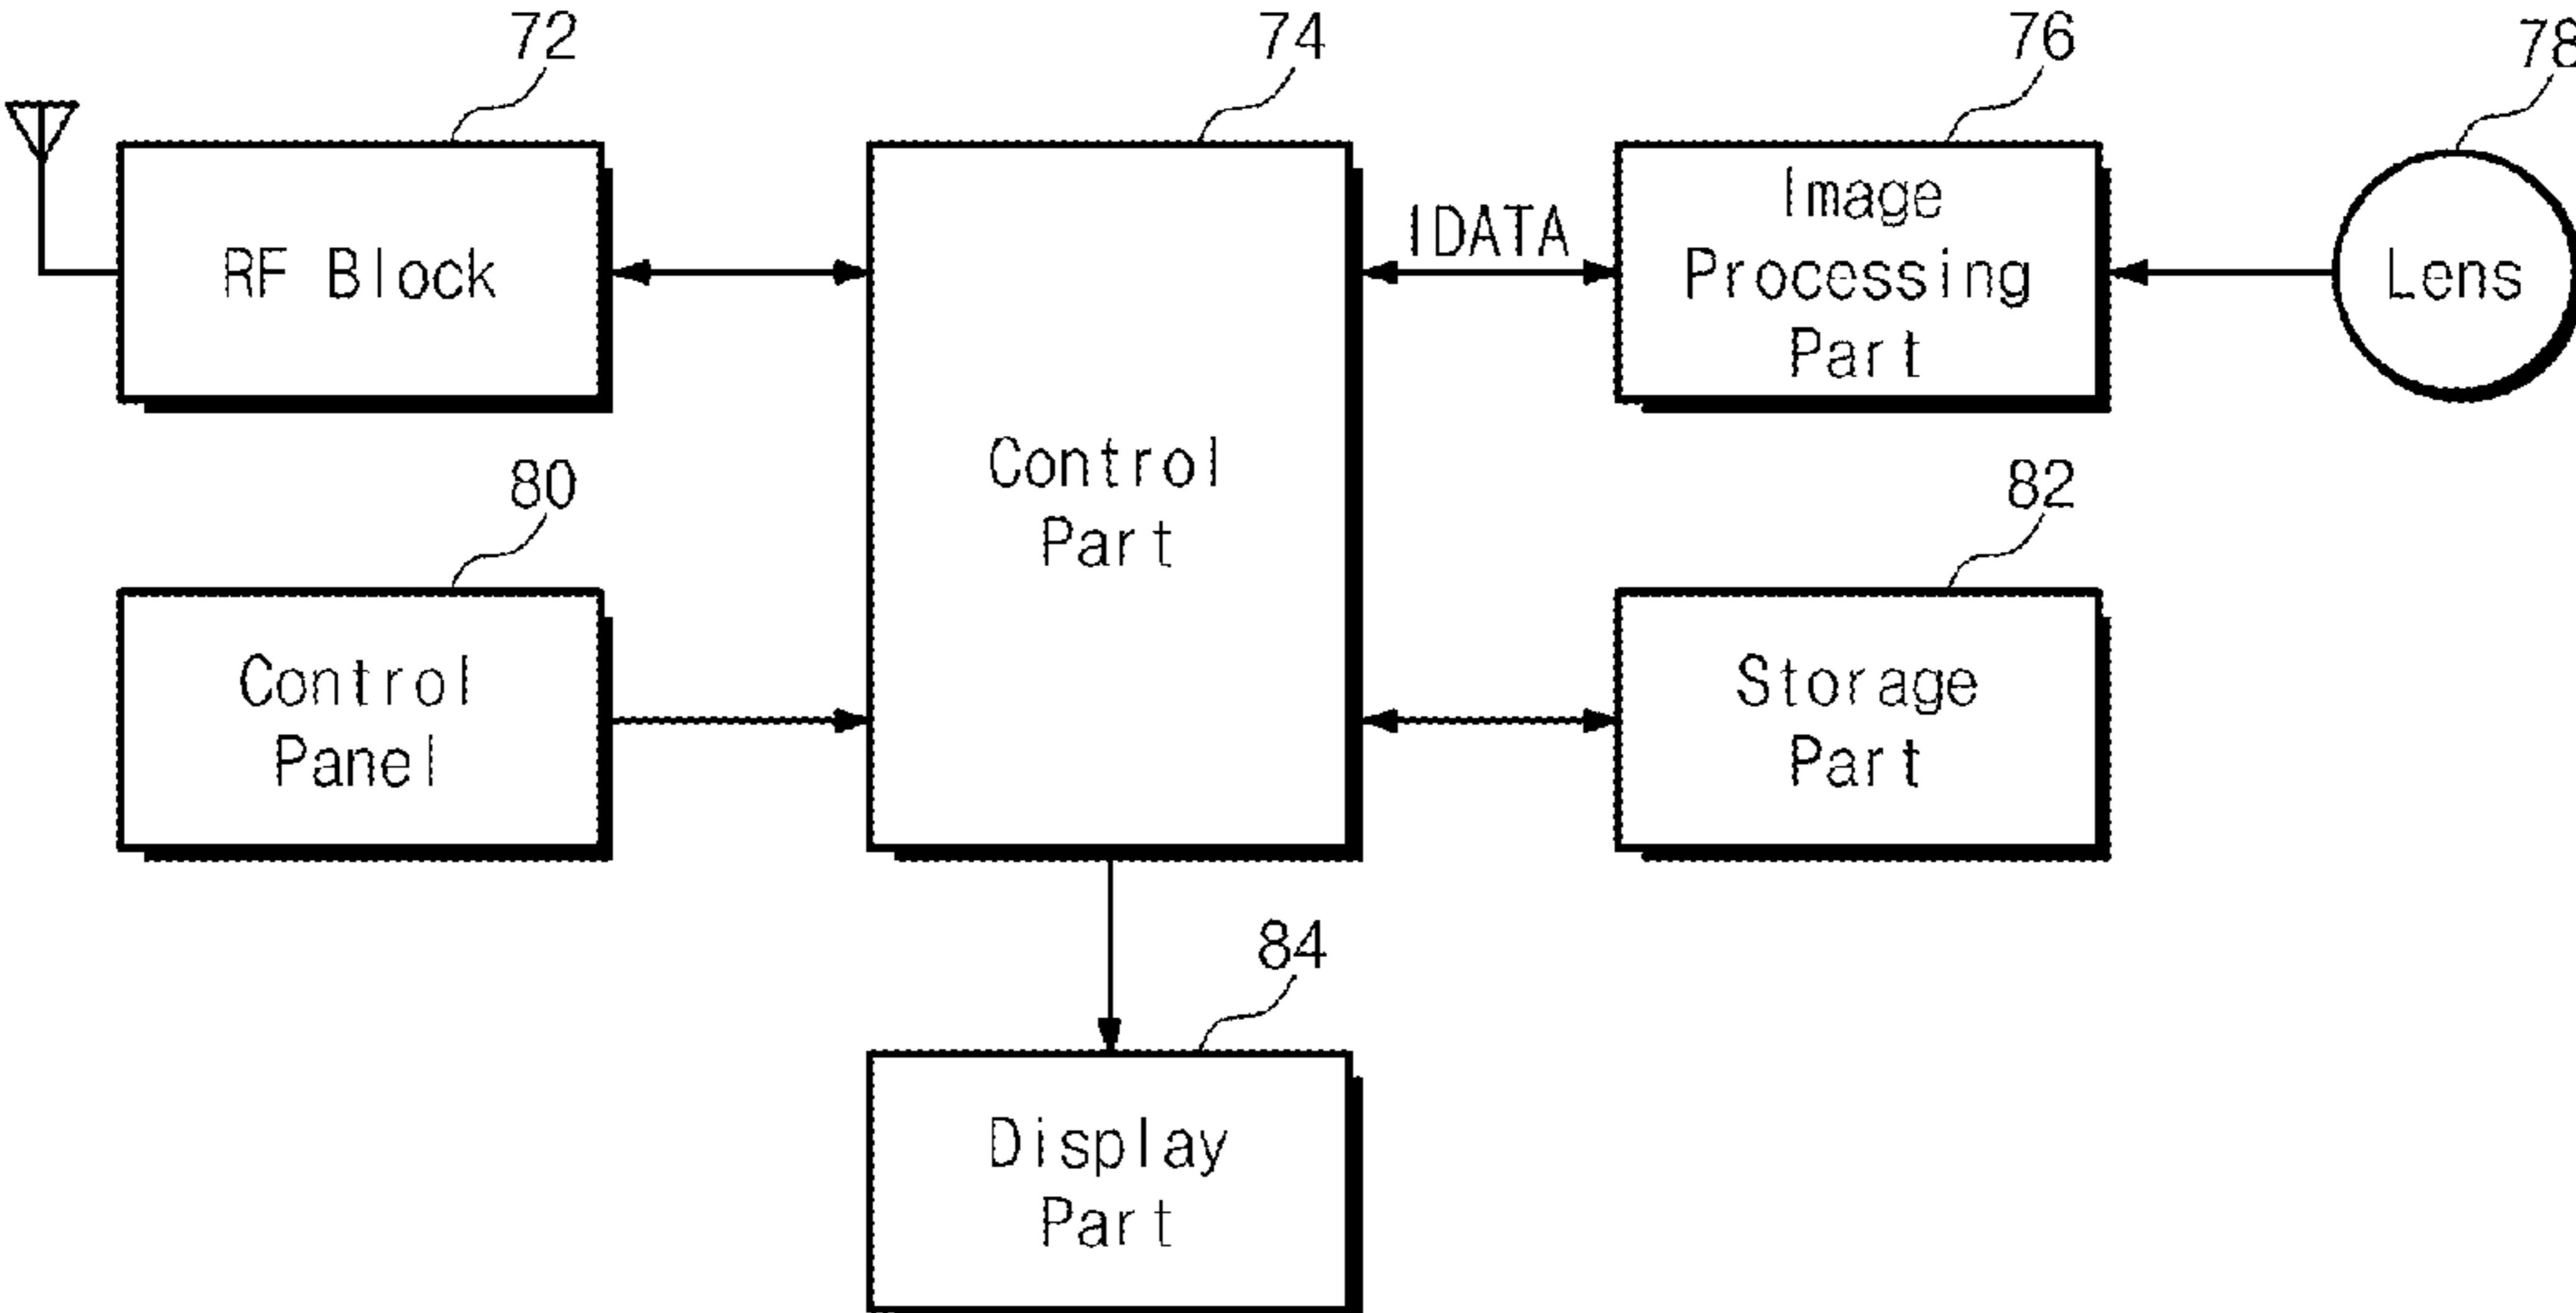 72
74
76
78
RF Block
Control
Part
IDATA
Image
Processing
Part
Lens
80
82
Control
Panel
Storage
Part
84
Display
Part